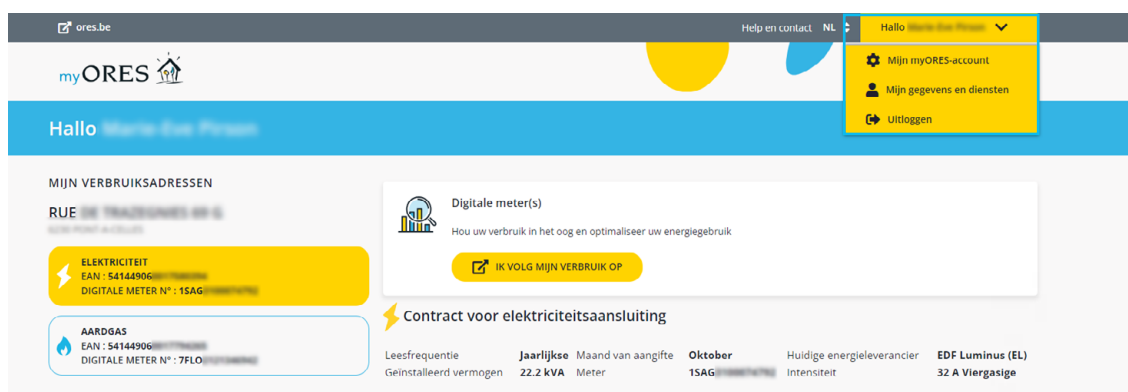 ores.be
Help en contact NL Hallo
Mijn myORES-account
Mijn gegevens en diensten
Uitloggen
myORES
Hallo
MIJN VERBRUIKSADRESSEN
RUE
ELEKTRICITEIT
EAN : 54144906
DIGITALE METER N° : 1SAG
AARDGAS
EAN : 54144906
DIGITALE METER N° : 7FLO
Digitale meter(s)
Hou uw verbruik in het oog en optimaliseer uw energiegebruik
IK VOLG MIJN VERBRUIK OP
Contract voor elektriciteitsaansluiting
Leesfrequentie Jaarlijkse Maand van aangifte Oktober Huidige energieleverancier EDF Luminus (EL)
Geïnstalleerd vermogen 22.2 kVA Meter 1SAG Intensiteit 32 A Viergasige